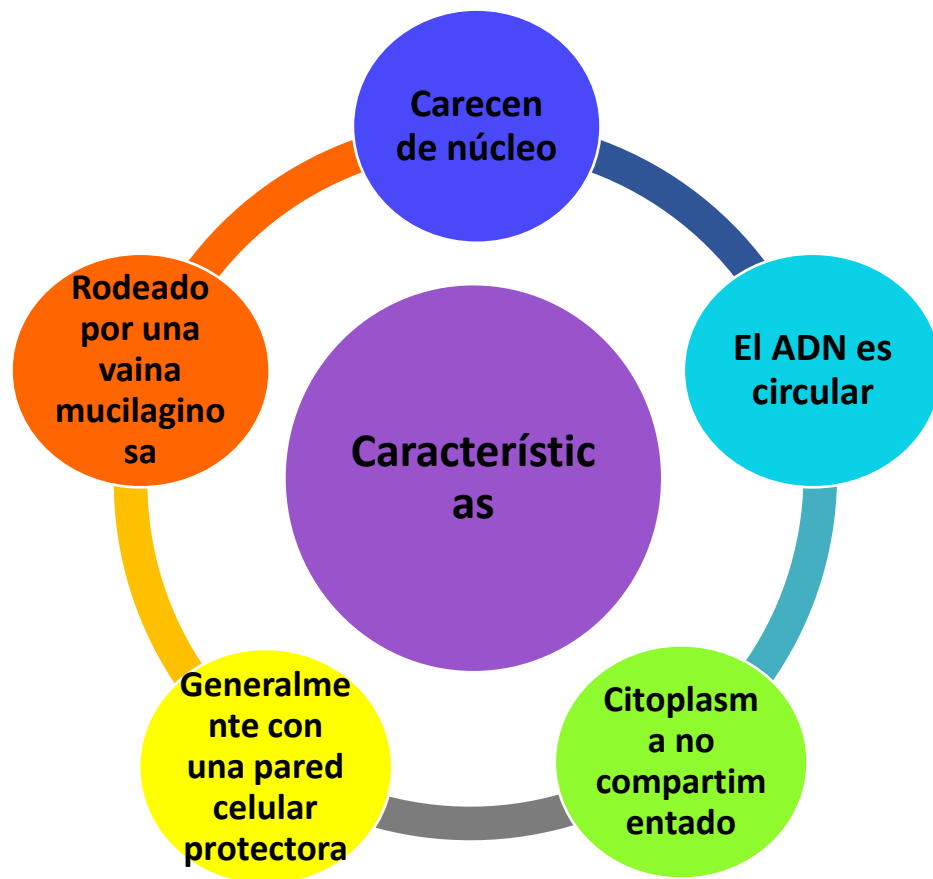 Carecen
de núcleo
El ADN es
circular
Citoplasm
a no
compartim
entado
Generalme
nte con
una pared
celular
protectora
Rodeado
por una
vaina
mucilagino
sa
Característic
as